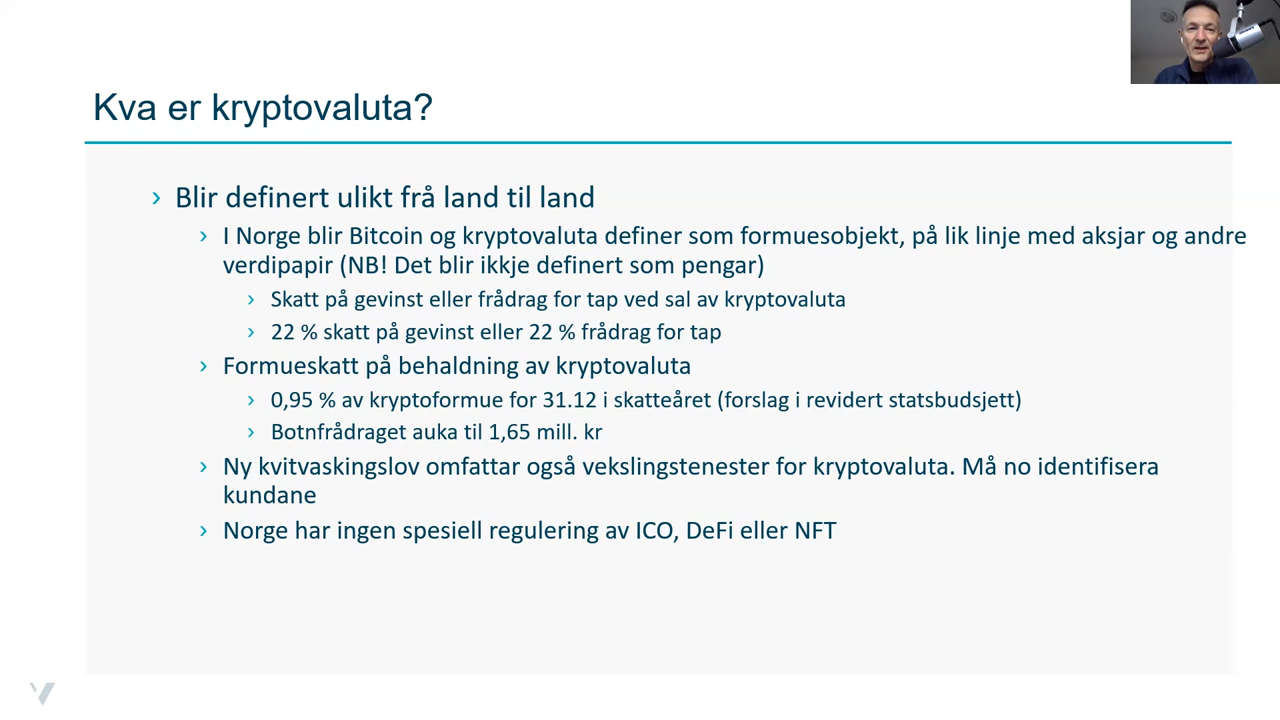 Kva er kryptovaluta?
› Blir definert ulikt frå land til land
› I Norge blir Bitcoin og kryptovaluta definer som formuesobjekt, på lik linje med aksjar og andre
verdipapir (NB! Det blir ikkje definert som pengar)
› Skatt på gevinst eller frådrag for tap ved sal av kryptovaluta
› 22 % skatt på gevinst eller 22 % frådrag for tap
› Formueskatt på behaldning av kryptovaluta
› 0,95 % av kryptoformue for 31.12 i skatteåret (forslag i revidert statsbudsjett)
› Botnfrådraget auka til 1,65 mill. kr
› Ny kvitvaskingslov omfattar også vekslingstenester for kryptovaluta. Må no identifisera
kundane
› Norge har ingen spesiell regulering av ICO, DeFi eller NFT